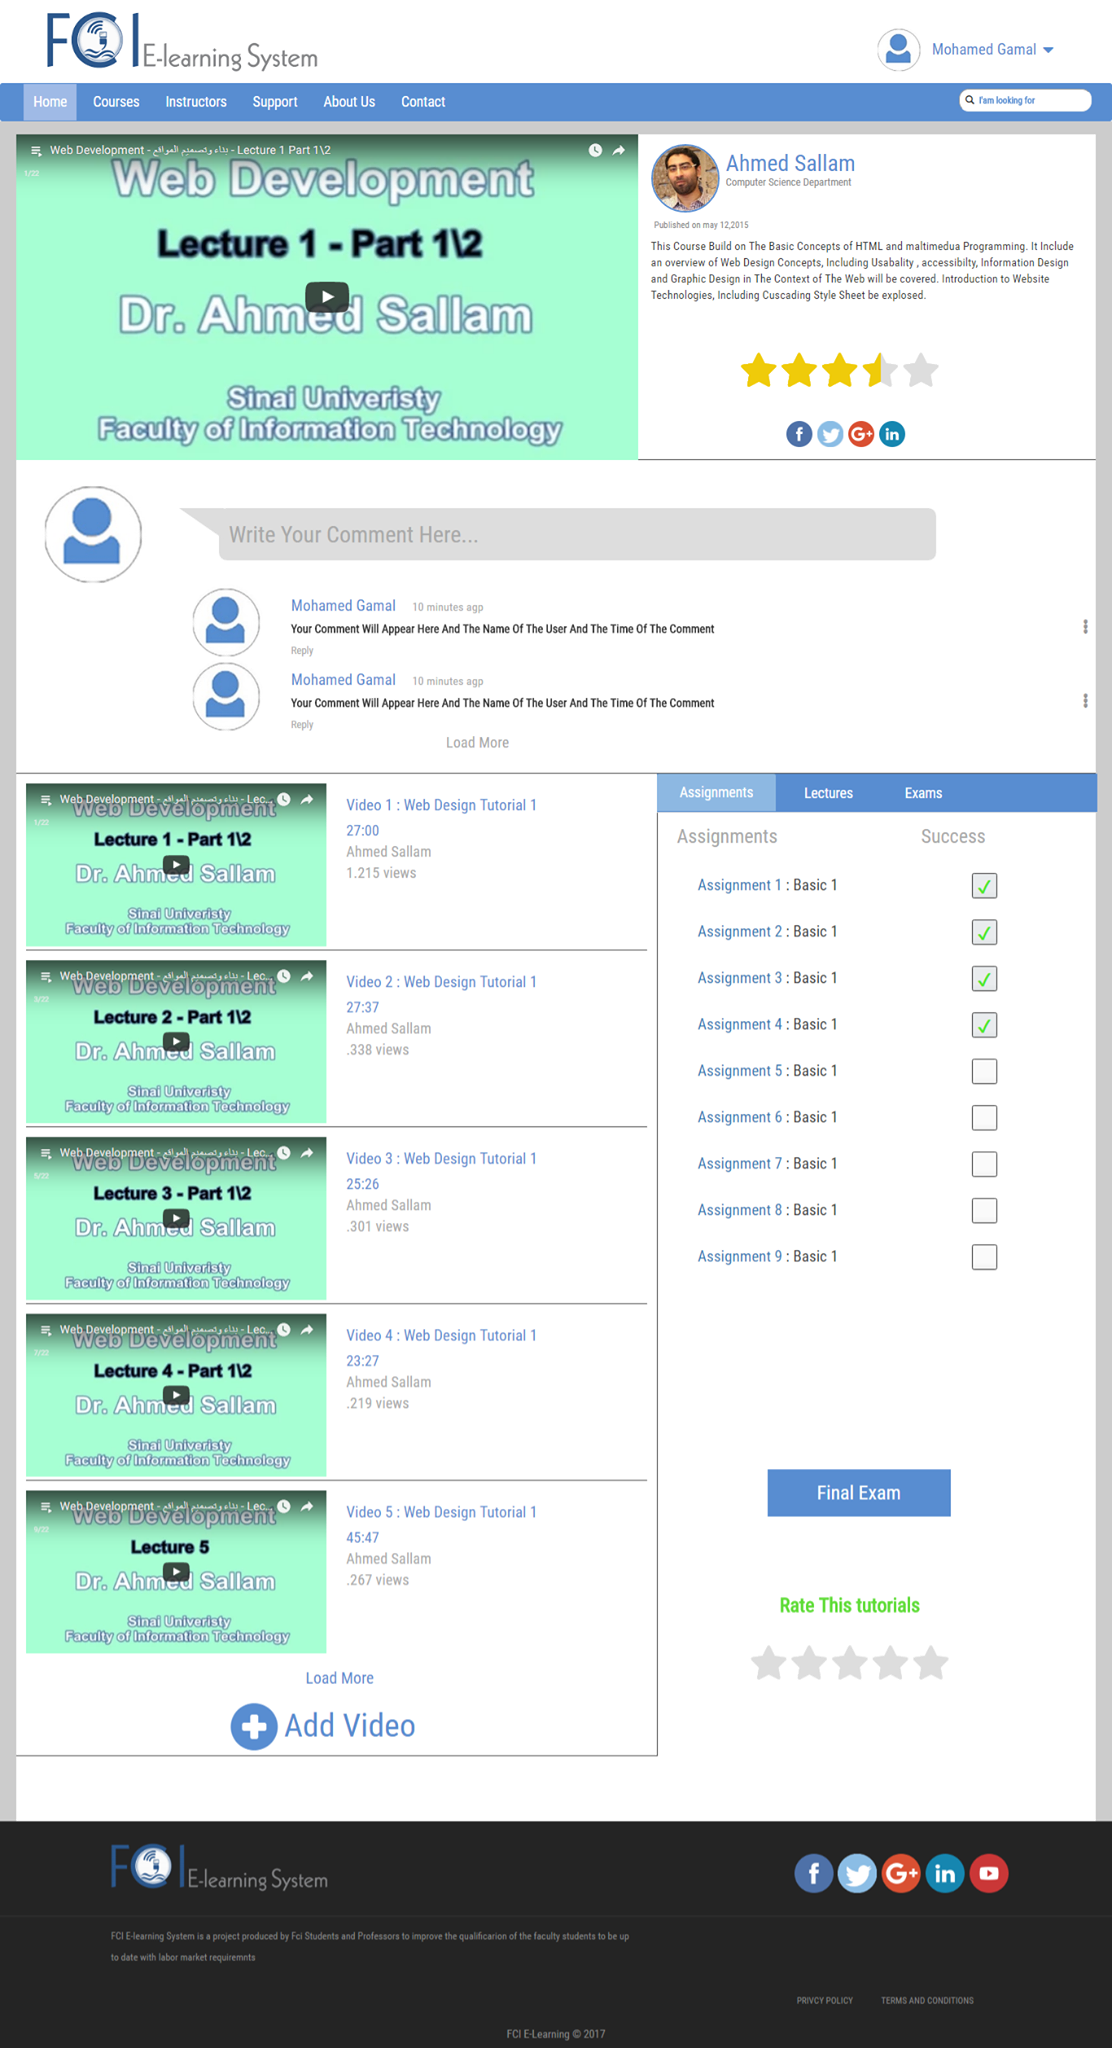 FCI E-learning System
Mohamed Gamal
Home Courses Instructors Support About Us Contact
I'am looking for
Web Development - بناء وتصميم المواقع - Lecture 1 Part 1\2
1/22
Web Development
Lecture 1 - Part 1\2
Dr. Ahmed Sallam
Sinai Univeristy
Faculty of Information Technology
Ahmed Sallam
Computer Science Department
Published on may 12,2015
This Course Build on The Basic Concepts of HTML and maltimedua Programming. It Include
an overview of Web Design Concepts, Including Usabality , accessibilty, Information Design
and Graphic Design in The Context of The Web will be covered. Introduction to Website
Technologies, Including Cuscading Style Sheet be explosed.
Write Your Comment Here...
Mohamed Gamal 10 minutes agp
Your Comment Will Appear Here And The Name Of The User And The Time Of The Comment
Reply
Mohamed Gamal 10 minutes agp
Your Comment Will Appear Here And The Name Of The User And The Time Of The Comment
Reply
Load More
Web Development - بناء وتصميم المواقع - Lec...
1/22
Web Development
Lecture 1 - Part 1\2
Dr. Ahmed Sallam
Sinai Univeristy
Faculty of Information Technology
Video 1 : Web Design Tutorial 1
27:00
Ahmed Sallam
1.215 views
Web Development - بناء وتصميم المواقع - Lec...
3/22
Web Development
Lecture 2 - Part 1\2
Dr. Ahmed Sallam
Sinai Univeristy
Faculty of Information Technology
Video 2 : Web Design Tutorial 1
27:37
Ahmed Sallam
.338 views
Web Development - بناء وتصميم المواقع - Lec...
5/22
Web Development
Lecture 3 - Part 1\2
Dr. Ahmed Sallam
Sinai Univeristy
Faculty of Information Technology
Video 3 : Web Design Tutorial 1
25:26
Ahmed Sallam
.301 views
Web Development - بناء وتصميم المواقع - Lec...
7/22
Web Development
Lecture 4 - Part 1\2
Dr. Ahmed Sallam
Sinai Univeristy
Faculty of Information Technology
Video 4 : Web Design Tutorial 1
23:27
Ahmed Sallam
.219 views
Web Development - بناء وتصميم المواقع - Lec...
9/22
Web Development
Lecture 5
Dr. Ahmed Sallam
Sinai Univeristy
Faculty of Information Technology
Video 5 : Web Design Tutorial 1
45:47
Ahmed Sallam
.267 views
Load More
Add Video
Assignments Lectures Exams
Assignments Success
Assignment 1 : Basic 1
Assignment 2 : Basic 1
Assignment 3 : Basic 1
Assignment 4 : Basic 1
Assignment 5 : Basic 1
Assignment 6 : Basic 1
Assignment 7 : Basic 1
Assignment 8 : Basic 1
Assignment 9 : Basic 1
Final Exam
Rate This tutorials
FCI E-learning System
FCI E-learning System is a project produced by Fci Students and Professors to improve the qualificarion of the faculty students to be up
to date with labor market requiremnts
PRIVCY POLICY TERMS AND CONDITIONS
FCI E-Learning © 2017